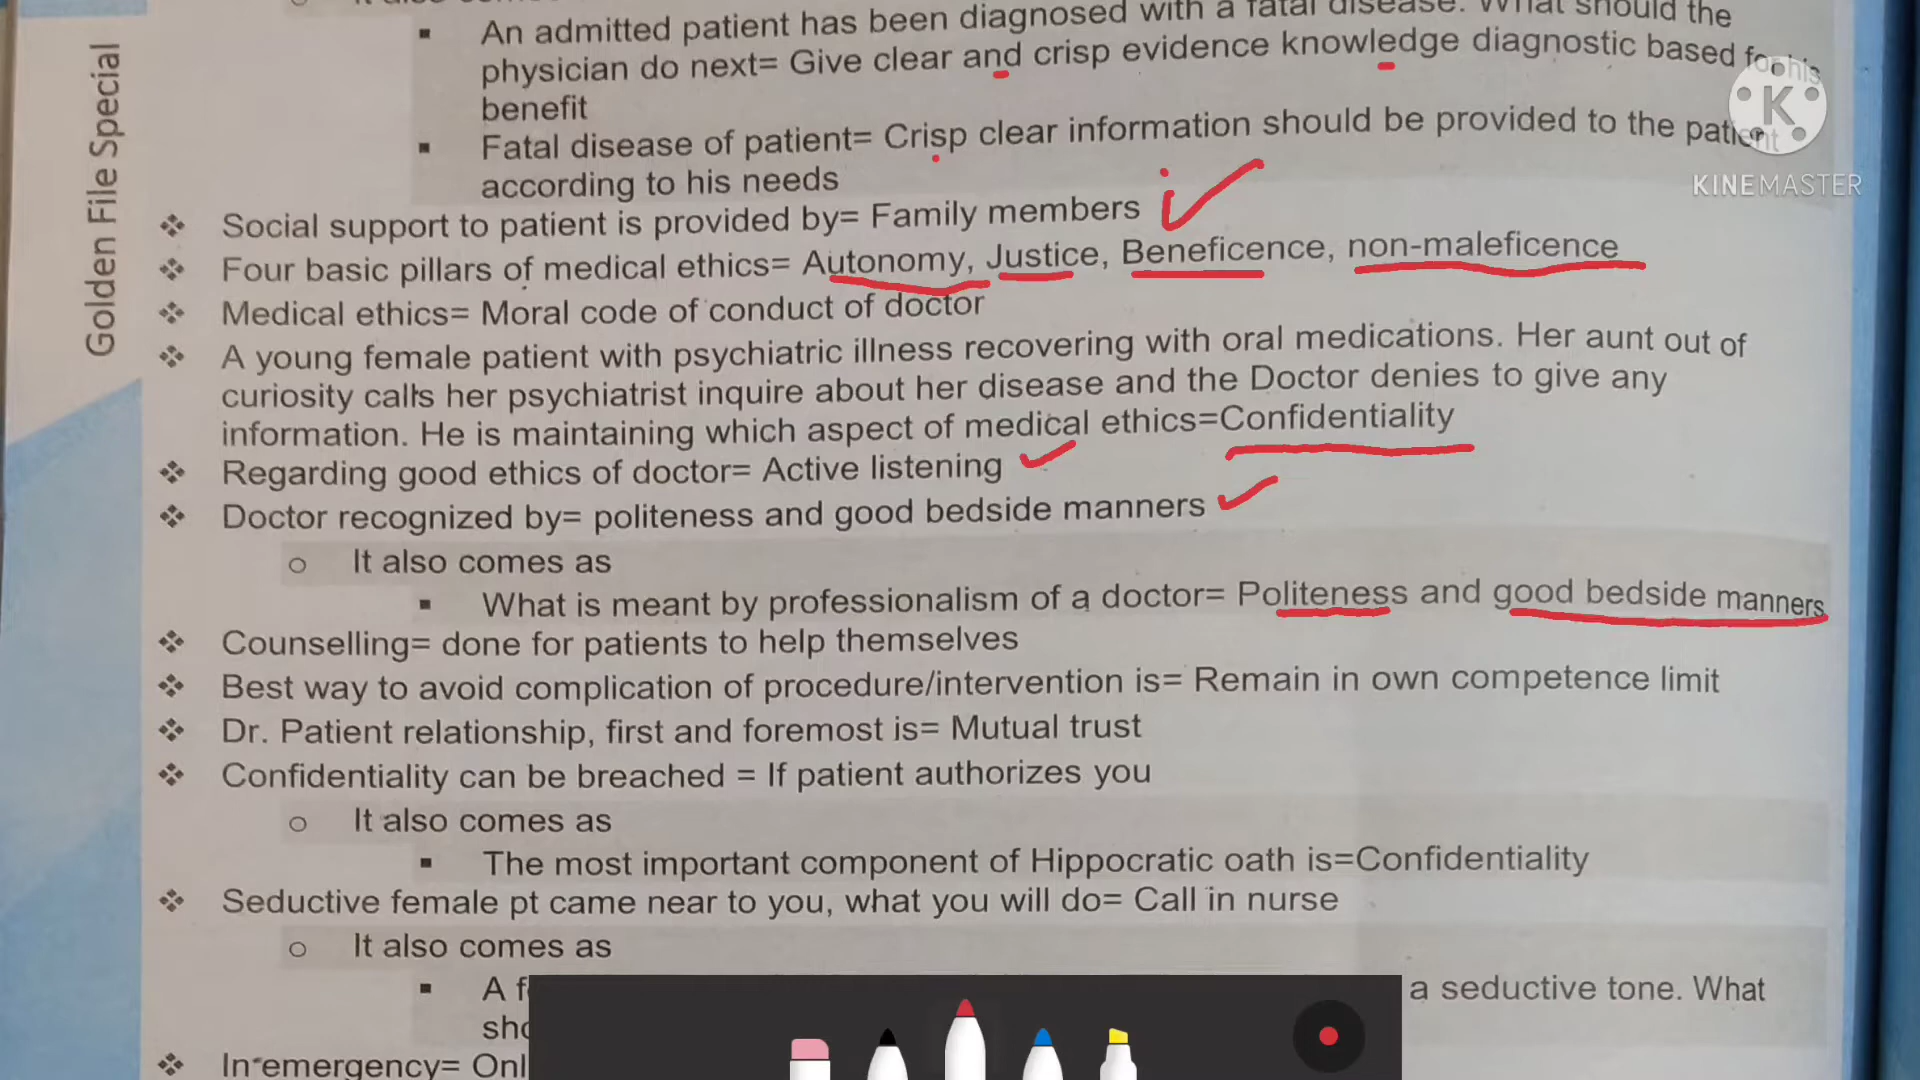 An admitted patient has been diagnosed with a fatal disease. What should the
physician do next= Give clear and crisp evidence knowledge diagnostic based for his
benefit
Fatal disease of patient= Crisp clear information should be provided to the patient
according to his needs
K
KINEMASTER
Golden File Special
Social support to patient is provided by= Family members
Four basic pillars of medical ethics= Autonomy, Justice, Beneficence, non-maleficence
Medical ethics= Moral code of conduct of doctor
A young female patient with psychiatric illness recovering with oral medications. Her aunt out of
curiosity calls her psychiatrist inquire about her disease and the Doctor denies to give any
information. He is maintaining which aspect of medical ethics=Confidentiality
Regarding good ethics of doctor= Active listening
Doctor recognized by= politeness and good bedside manners
It also comes as
What is meant by professionalism of a doctor= Politeness and good bedside manners
Counselling= done for patients to help themselves
Best way to avoid complication of procedure/intervention is= Remain in own competence limit
Dr. Patient relationship, first and foremost is= Mutual trust
Confidentiality can be breached = If patient authorizes you
It also comes as
The most important component of Hippocratic oath is=Confidentiality
Seductive female pt came near to you, what you will do= Call in nurse
It also comes as
A a seductive tone. What
In emergency=